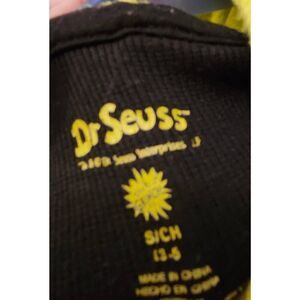 Dr Seuss
Seuss Enterprises
S/CH
(3-5
MADE IN CHINA
HECHO EN CHINA